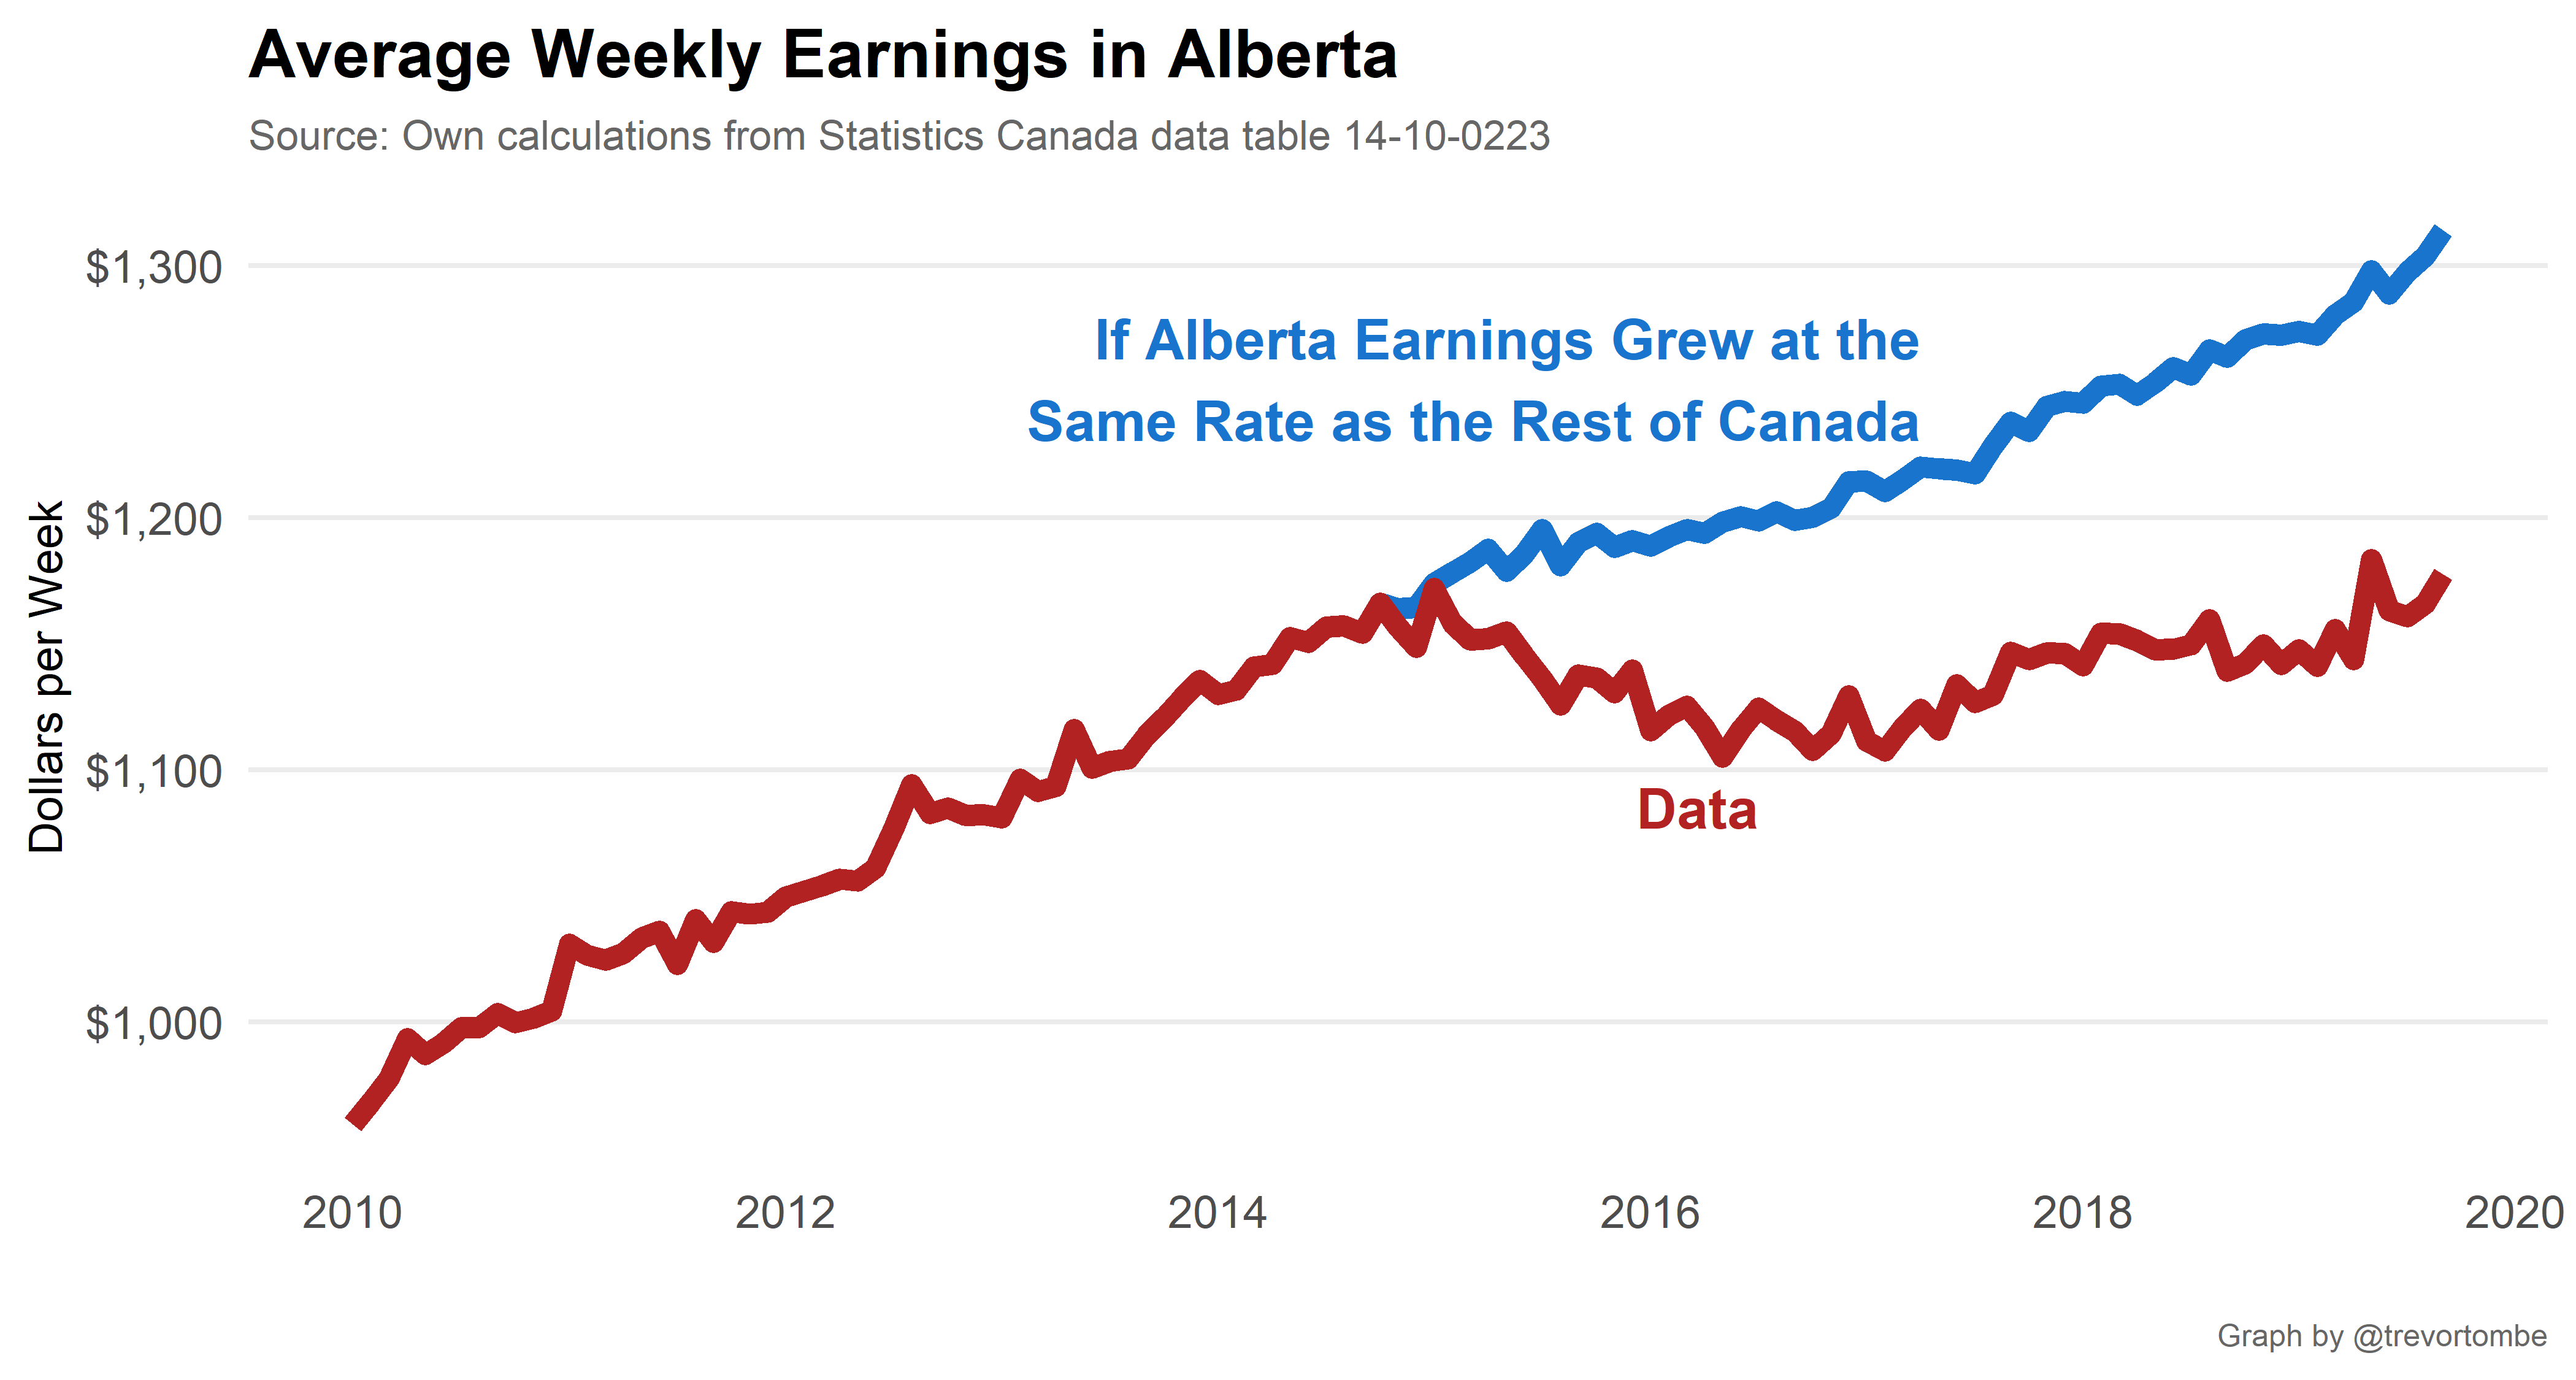 Average Weekly Earnings in Alberta
Source: Own calculations from Statistics Canada data table 14-10-0223
$1,300
If Alberta Earnings Grew at the
Same Rate as the Rest of Canada
$1,200
Dollars per Week
$1,100
Data
$1,000
2010 2012 2014 2016 2018 2020
Graph by @trevortombe